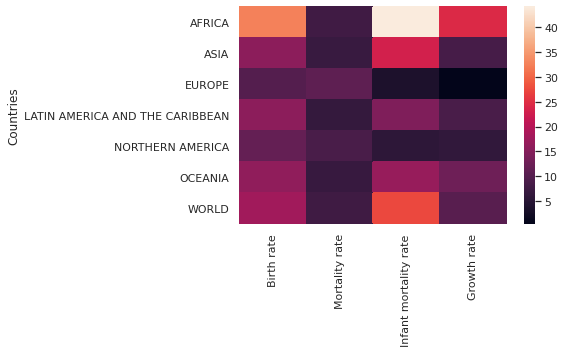 Countries
AFRICA
ASIA
EUROPE
LATIN AMERICA AND THE CARIBBEAN
NORTHERN AMERICA
OCEANIA
WORLD
Birth rate
Mortality rate
Infant mortality rate
Growth rate
40
35
30
25
20
15
10
5